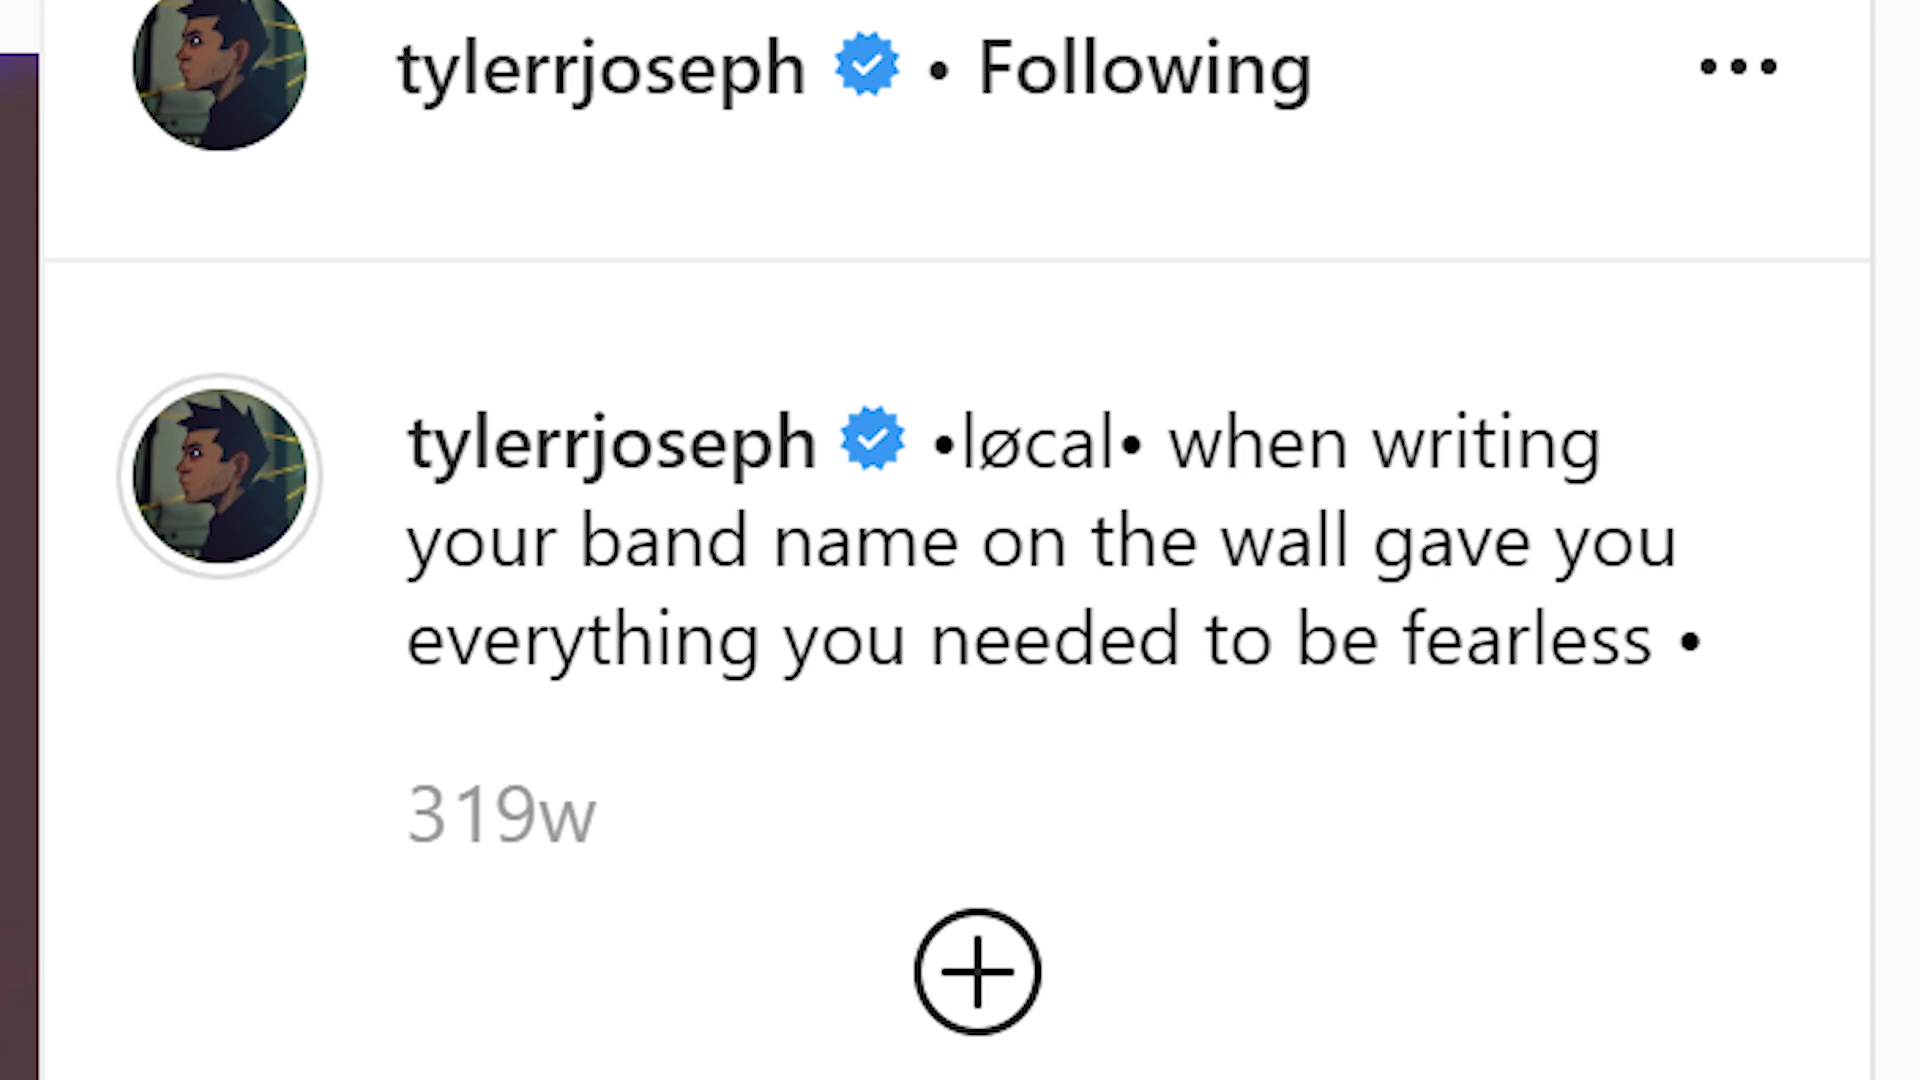 tylerrjoseph • Following
tylerrjoseph •løcal• when writing
your band name on the wall gave you
everything you needed to be fearless •
319w